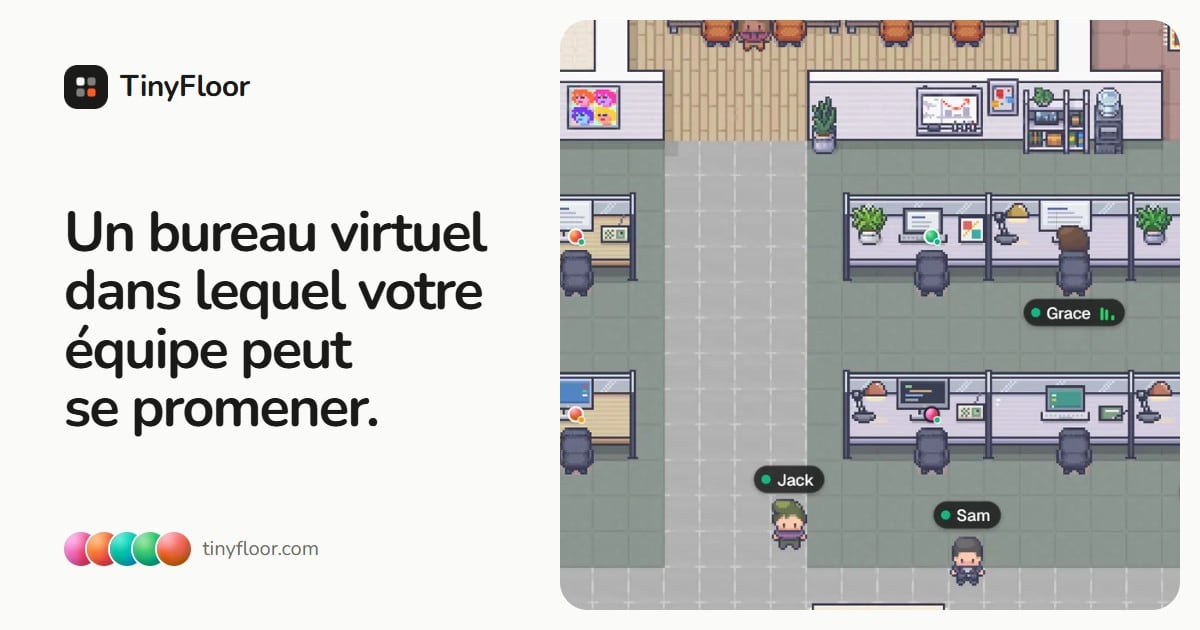 TinyFloor
Un bureau virtuel
dans lequel votre
équipe peut
se promener.
tinyfloor.com
Grace
Jack
Sam